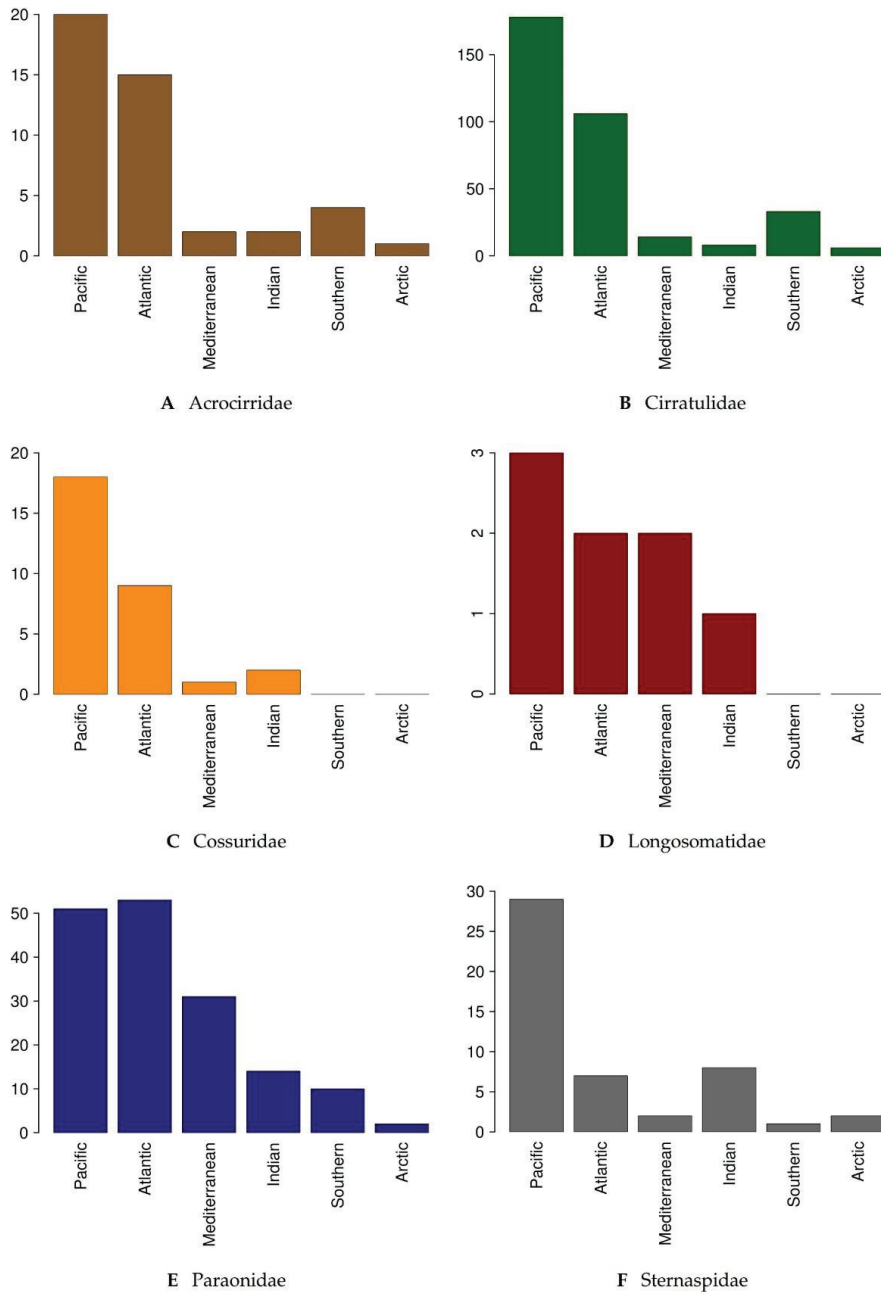 20
15
10
5
0
Pacific
Atlantic
Mediterranean
Indian
Southern
Arctic
A Acrocirridae
150
100
50
0
Pacific
Atlantic
Mediterranean
Indian
Southern
Arctic
B Cirratulidae
20
15
10
5
0
Pacific
Atlantic
Mediterranean
Indian
Southern
Arctic
C Cossuridae
3
2
1
0
Pacific
Atlantic
Mediterranean
Indian
Southern
Arctic
D Longosomatidae
50
40
30
20
10
0
Pacific
Atlantic
Mediterranean
Indian
Southern
Arctic
E Paraonidae
30
25
20
15
10
5
0
Pacific
Atlantic
Mediterranean
Indian
Southern
Arctic
F Sternaspidae